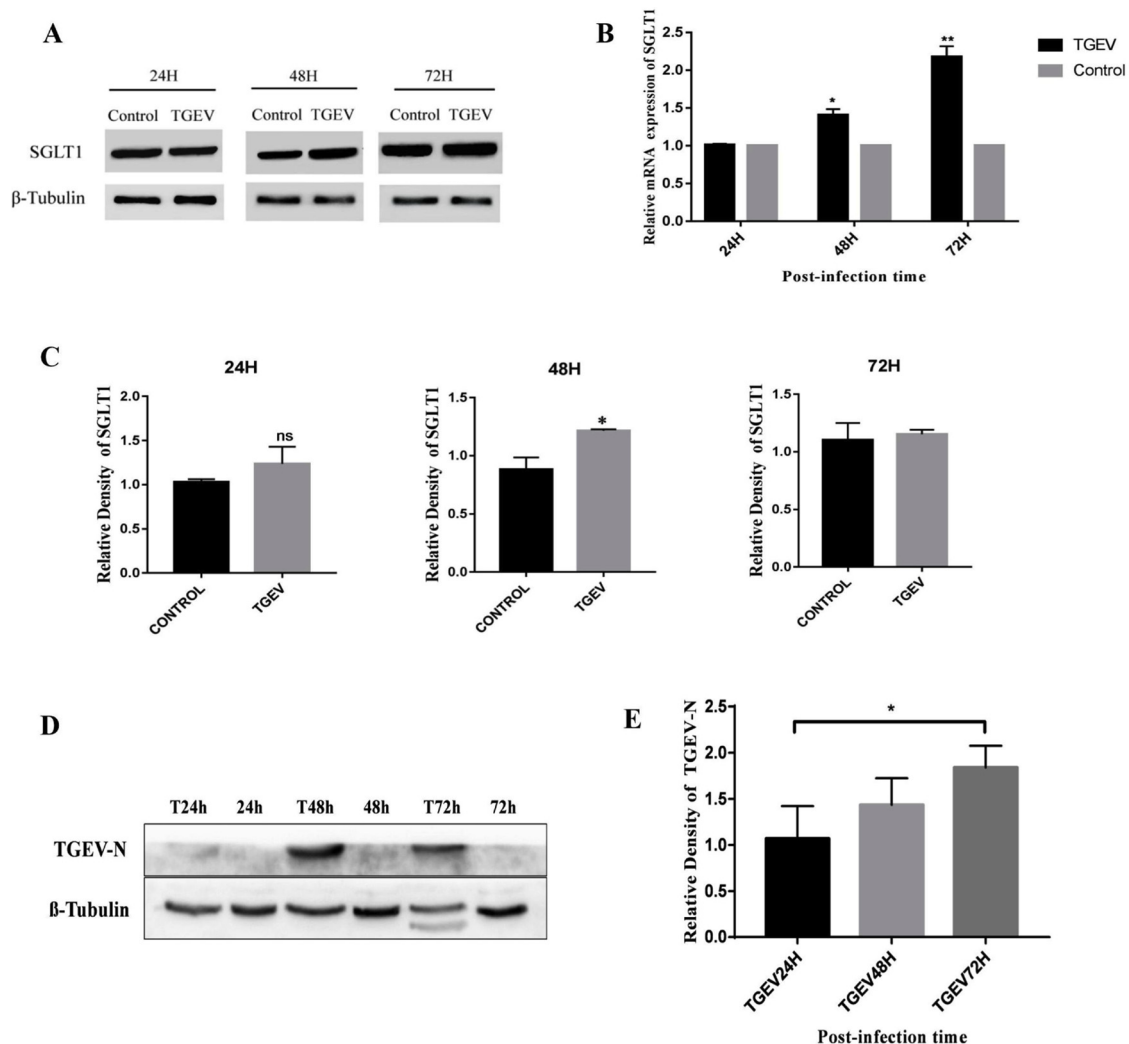 A
24H 48H 72H
Control TGEV Control TGEV Control TGEV
SGLT1
β-Tubulin
B
Relative mRNA expression of SGLT1
2.5
2.0
1.5
1.0
0.5
0.0
*
**
24H
48H
72H
Post-infection time
TGEV
Control
C
24H
Relative Density of SGLT1
2.0
1.5
1.0
0.5
0.0
ns
CONTROL
TGEV
48H
Relative Density of SGLT1
1.5
1.0
0.5
0.0
*
CONTROL
TGEV
72H
Relative Density of SGLT1
1.5
1.0
0.5
0.0
CONTROL
TGEV
D
T24h 24h T48h 48h T72h 72h
TGEV-N
ß-Tubulin
E
Relative Density of TGEV-N
2.5
2.0
1.5
1.0
0.5
0.0
*
TGEV24H
TGEV48H
TGEV72H
Post-infection time